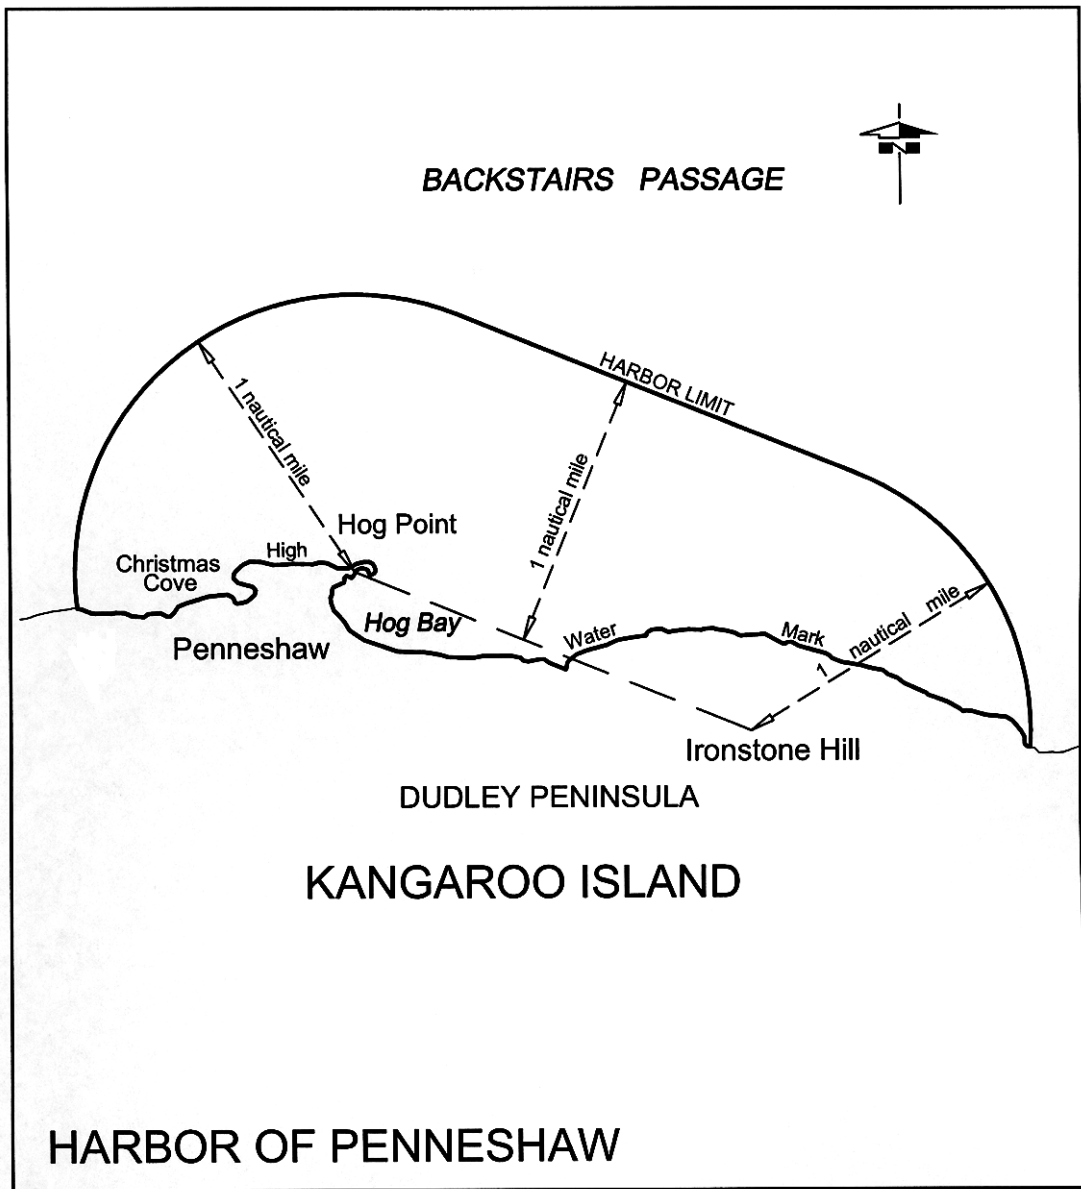 N
BACKSTAIRS PASSAGE
HARBOR LIMIT
1 nautical mile
1 nautical mile
Hog Point
High
Christmas
Cove
Hog Bay
Penneshaw
Water
Mark
1 nautical mile
Ironstone Hill
DUDLEY PENINSULA
KANGAROO ISLAND
HARBOR OF PENNESHAW